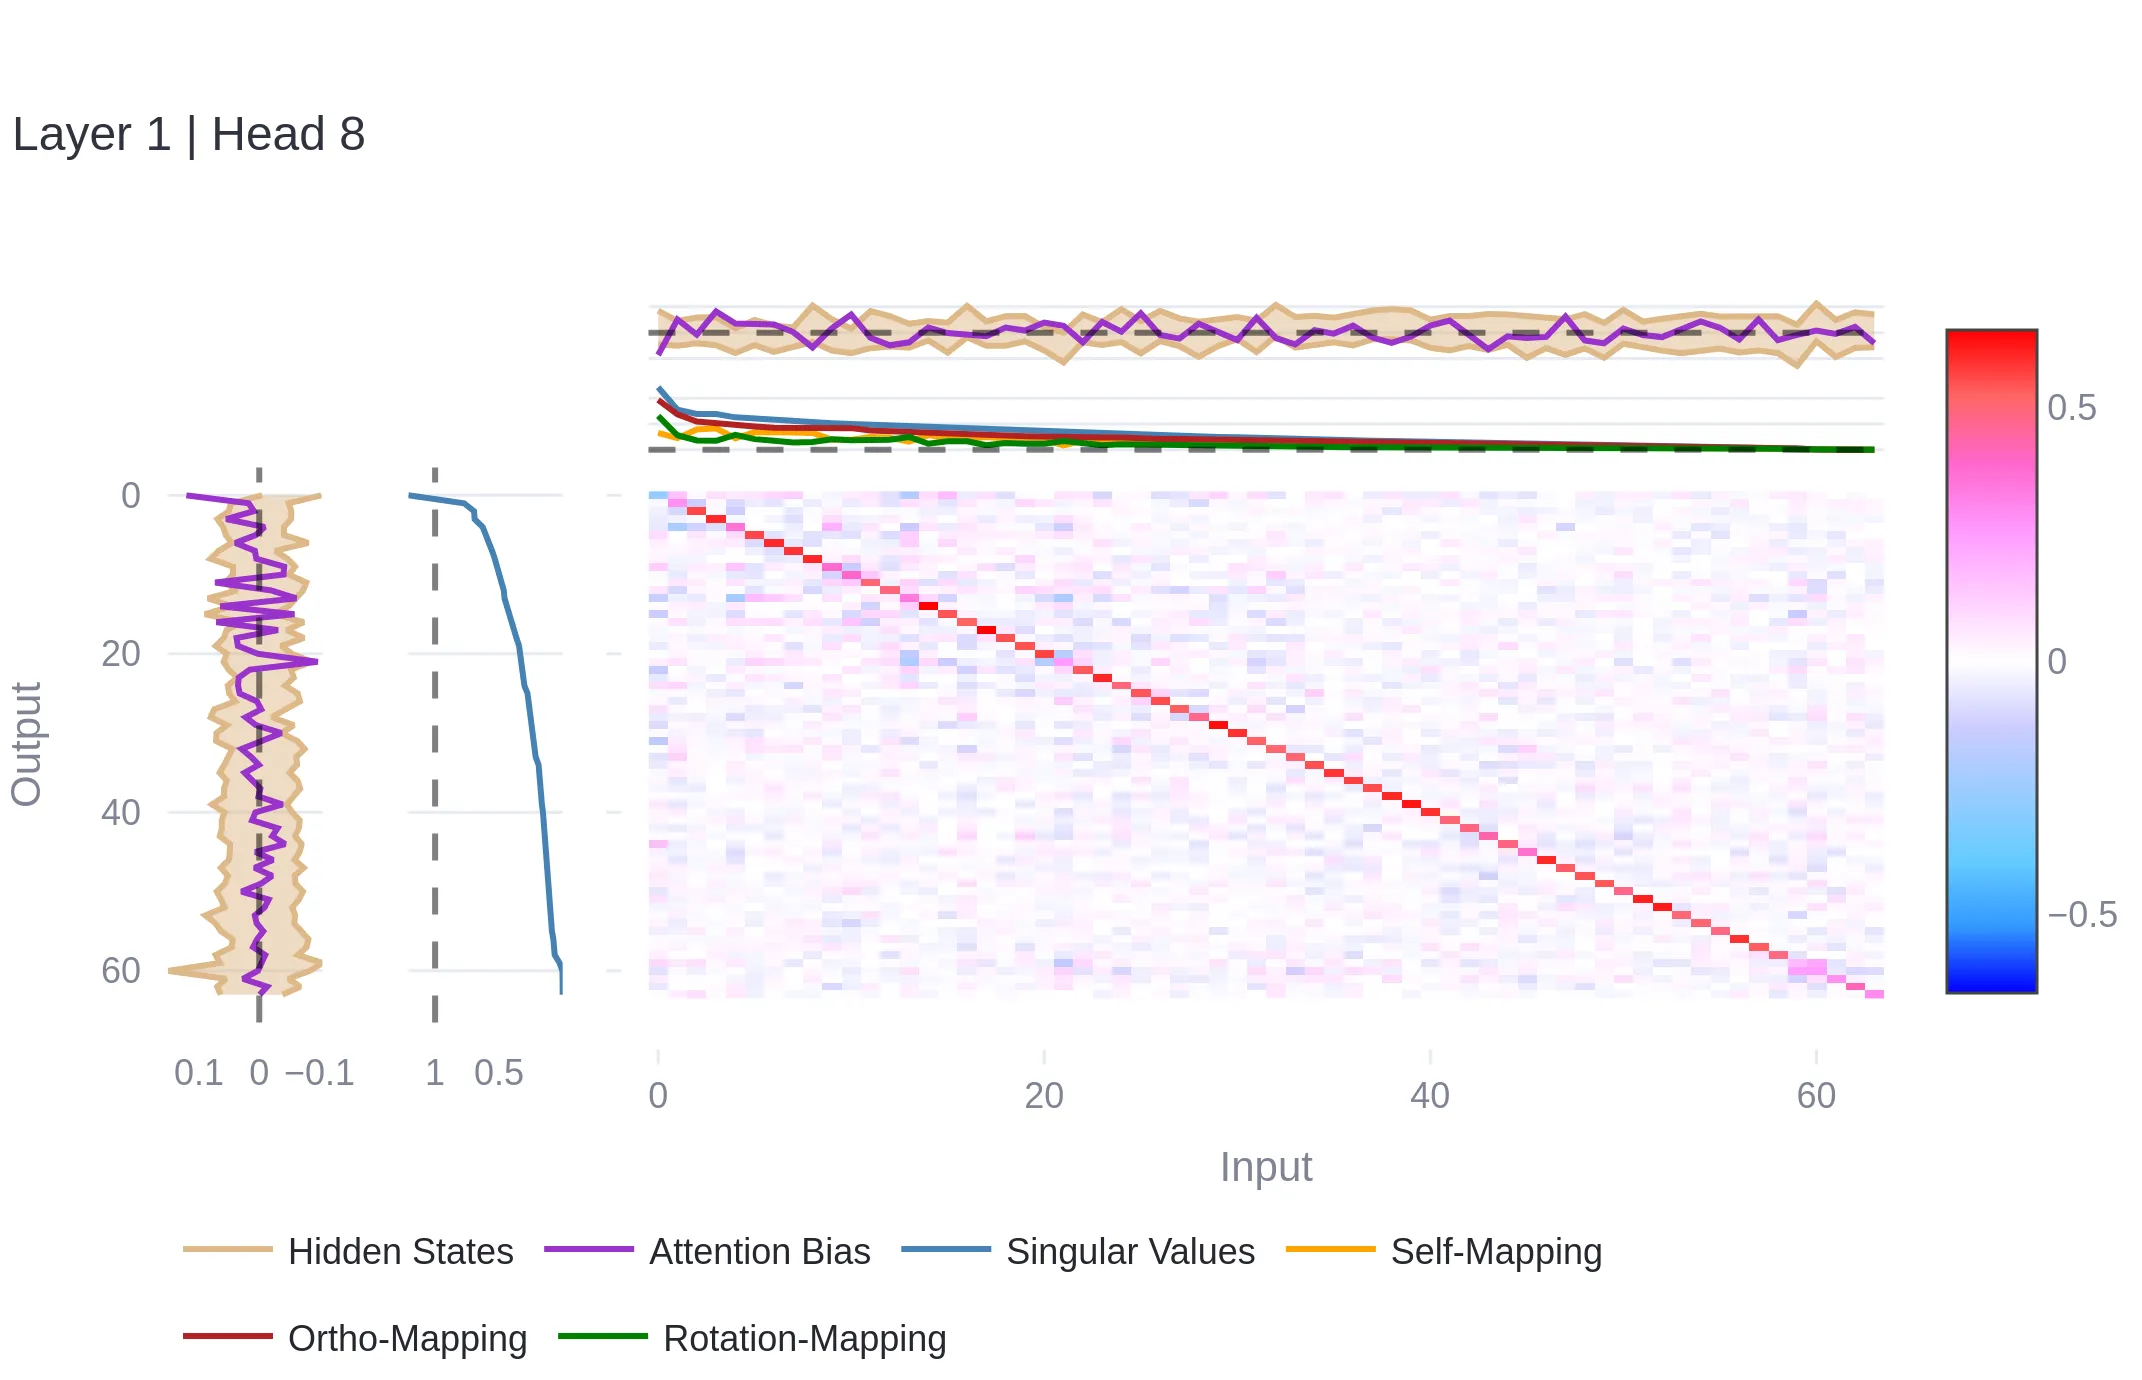 Layer 1 | Head 8
0
20
40
60
Output
0.1 0 −0.1
1 0.5
0 20 40 60
Input
0.5
0
−0.5
Hidden States Attention Bias Singular Values Self-Mapping
Ortho-Mapping Rotation-Mapping